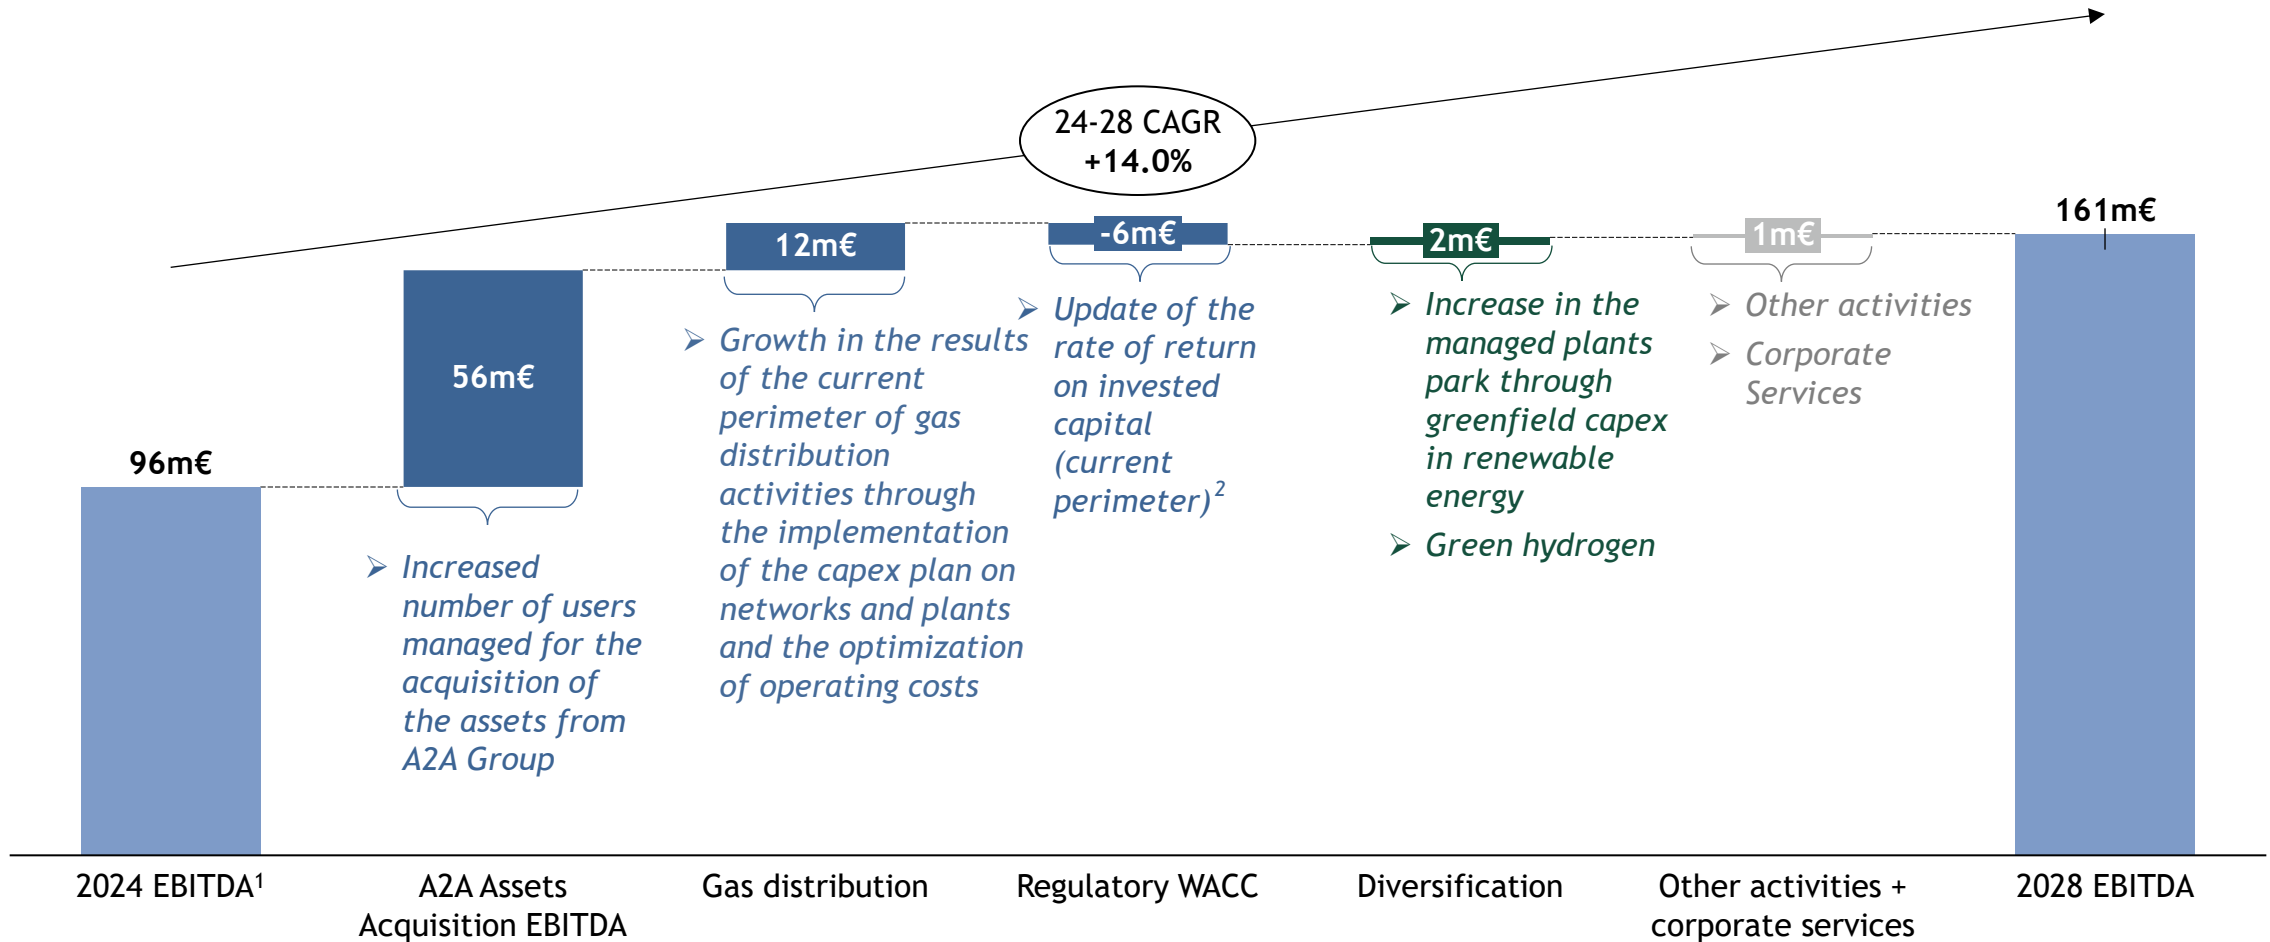 24-28 CAGR
+14.0%
96m€
56m€
12m€
-6m€
2m€
1m€
161m€
➢ Increased
number of users
managed for the
acquisition of
the assets from
A2A Group
➢ Growth in the results
of the current
perimeter of gas
distribution
activities through
the implementation
of the capex plan on
networks and plants
and the optimization
of operating costs
➢ Update of the
rate of return
on invested
capital
(current
perimeter)²
➢ Increase in the
managed plants
park through
greenfield capex
in renewable
energy
➢ Green hydrogen
➢ Other activities
➢ Corporate
Services
2024 EBITDA¹
A2A Assets
Acquisition EBITDA
Gas distribution
Regulatory WACC
Diversification
Other activities +
corporate services
2028 EBITDA